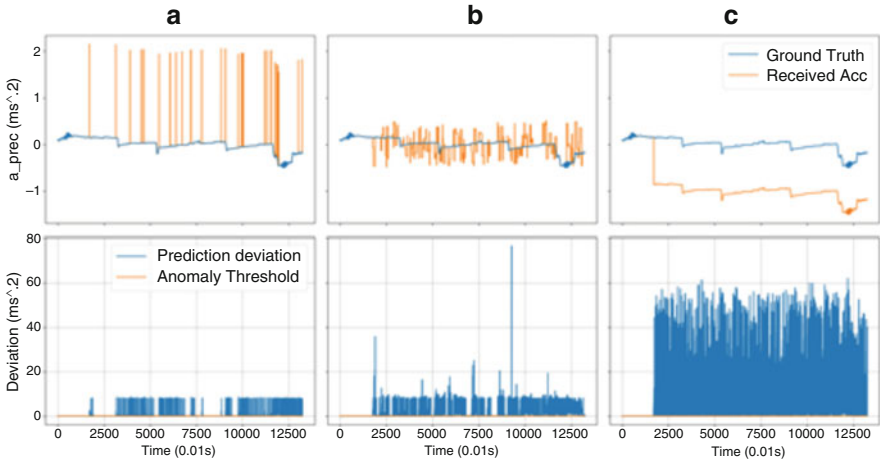 a b c
a_prec (ms^.2)
2
1
0
−1
Ground Truth
Received Acc
Deviation (ms^.2)
80
60
40
20
0
Prediction deviation
Anomaly Threshold
0 2500 5000 7500 10000 12500 0 2500 5000 7500 10000 12500 0 2500 5000 7500 10000 12500
Time (0.01s) Time (0.01s) Time (0.01s)